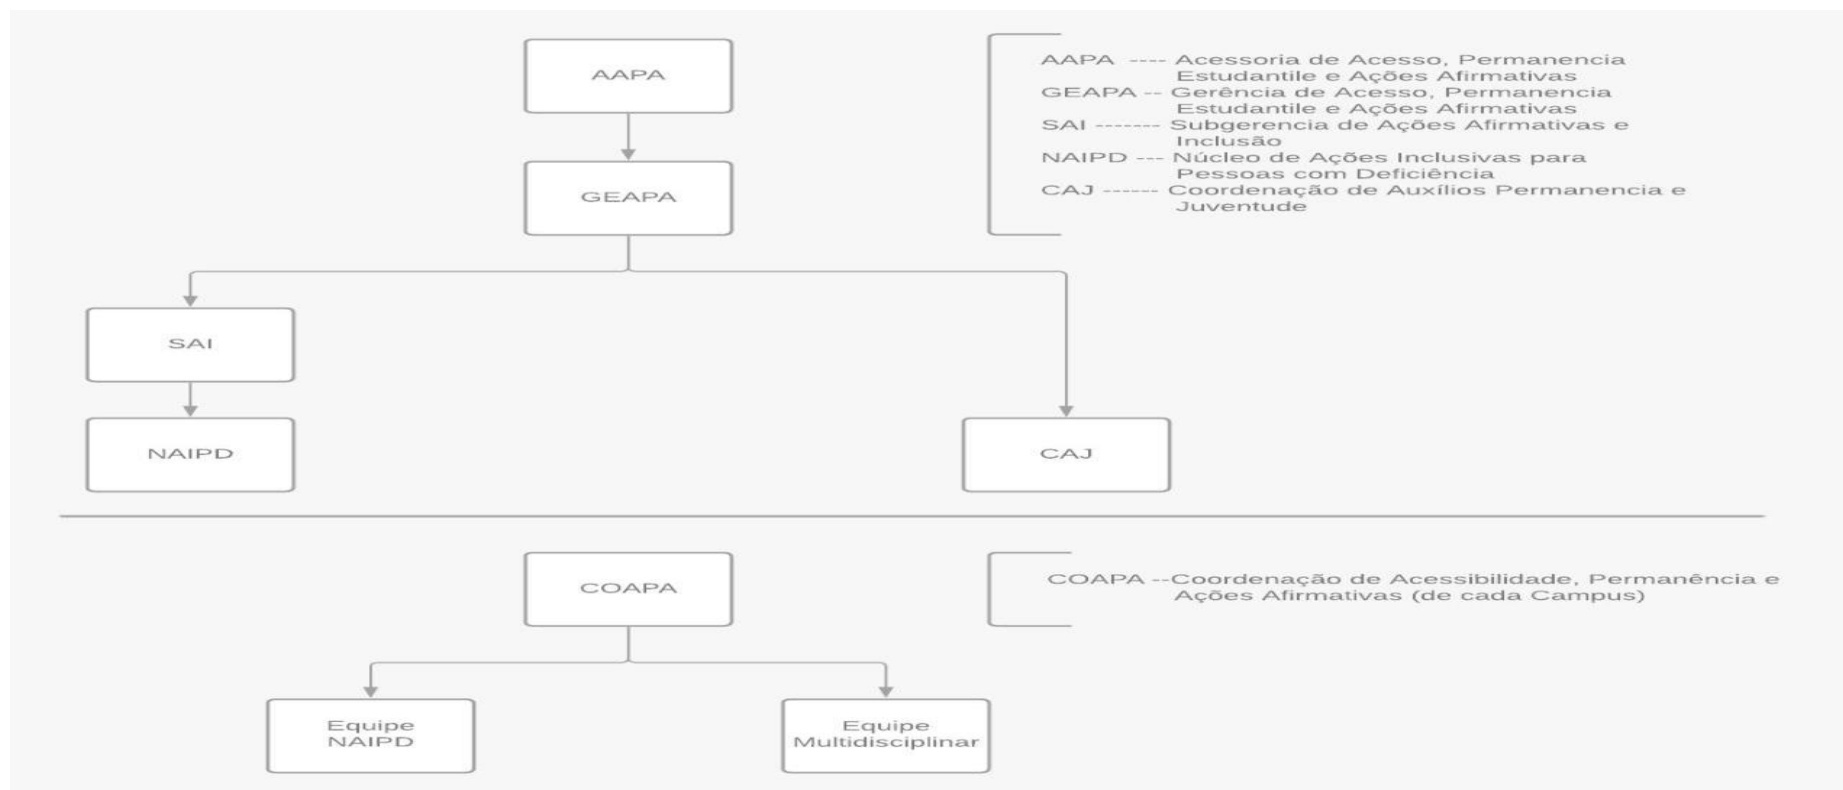 AAPA
AAPA ---- Acessoria de Acesso, Permanencia
Estudantile e Ações Afirmativas
GEAPA -- Gerência de Acesso, Permanencia
Estudantile e Ações Afirmativas
SAI ------- Subgerencia de Ações Afirmativas e
Inclusão
NAIPD --- Núcleo de Ações Inclusivas para
Pessoas com Deficiência
CAJ ------ Coordenação de Auxílios Permanencia e
Juventude
GEAPA
SAI
NAIPD
CAJ
COAPA
COAPA --Coordenação de Acessibilidade, Permanência e
Ações Afirmativas (de cada Campus)
Equipe
NAIPD
Equipe
Multidisciplinar